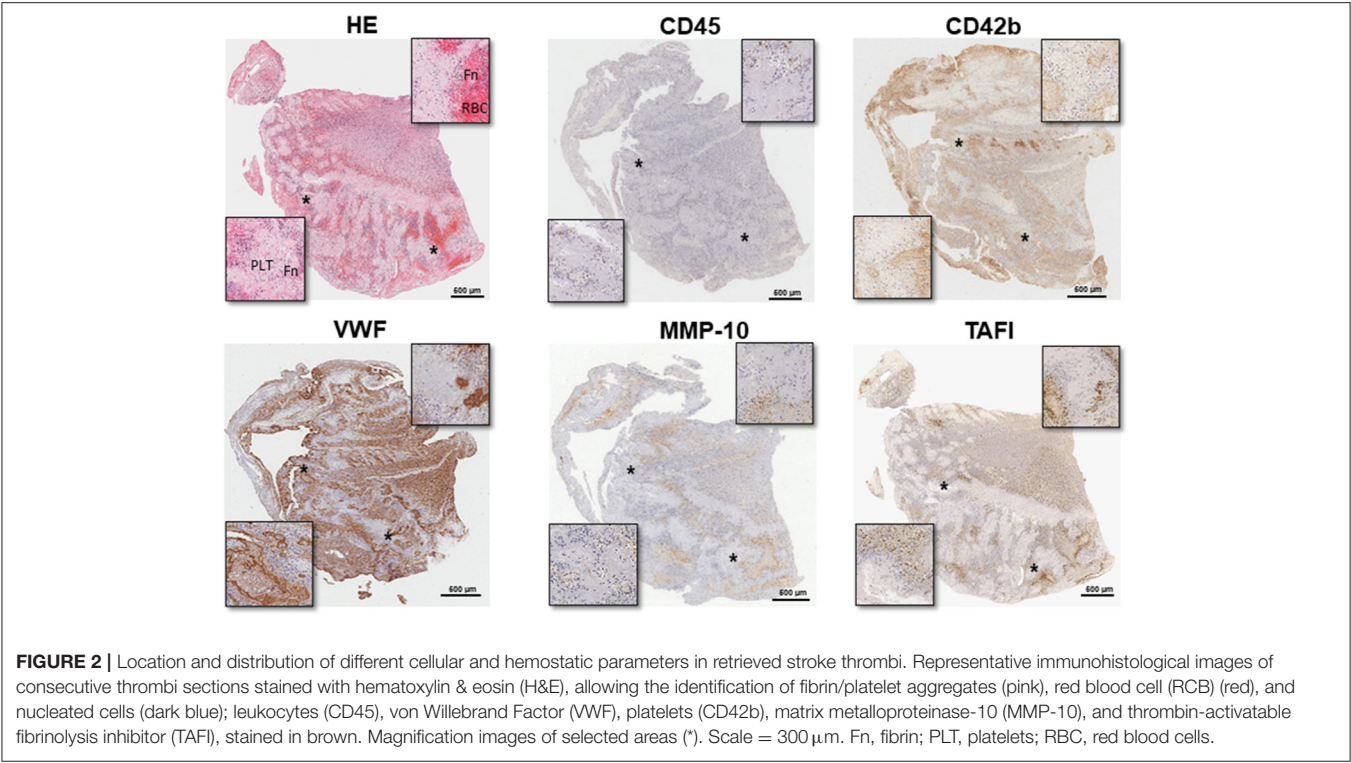 HE
CD45
CD42b
Fn
RBC
*
*
PLT
Fn
500 µm
*
*
500 µm
*
*
500 µm
VWF
MMP-10
TAFI
*
*
500 µm
*
*
500 µm
*
*
500 µm
FIGURE 2 | Location and distribution of different cellular and hemostatic parameters in retrieved stroke thrombi. Representative immunohistological images of
consecutive thrombi sections stained with hematoxylin & eosin (H&E), allowing the identification of fibrin/platelet aggregates (pink), red blood cell (RCB) (red), and
nucleated cells (dark blue); leukocytes (CD45), von Willebrand Factor (VWF), platelets (CD42b), matrix metalloproteinase-10 (MMP-10), and thrombin-activatable
fibrinolysis inhibitor (TAFI), stained in brown. Magnification images of selected areas (*). Scale = 300 µm. Fn, fibrin; PLT, platelets; RBC, red blood cells.